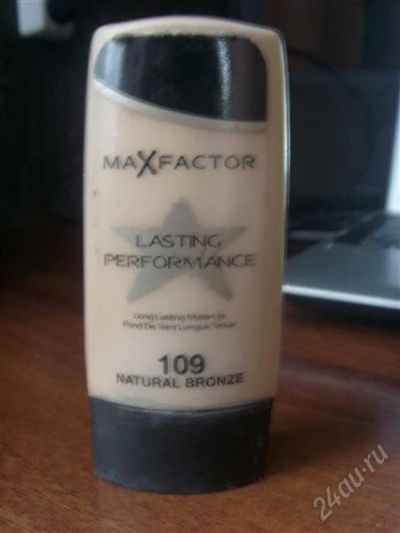 MAXFACTOR
LASTING
PERFORMANCE
Long Lasting Make-Up
Fond De Teint Longue Tenue
109
NATURAL BRONZE
24au.ru